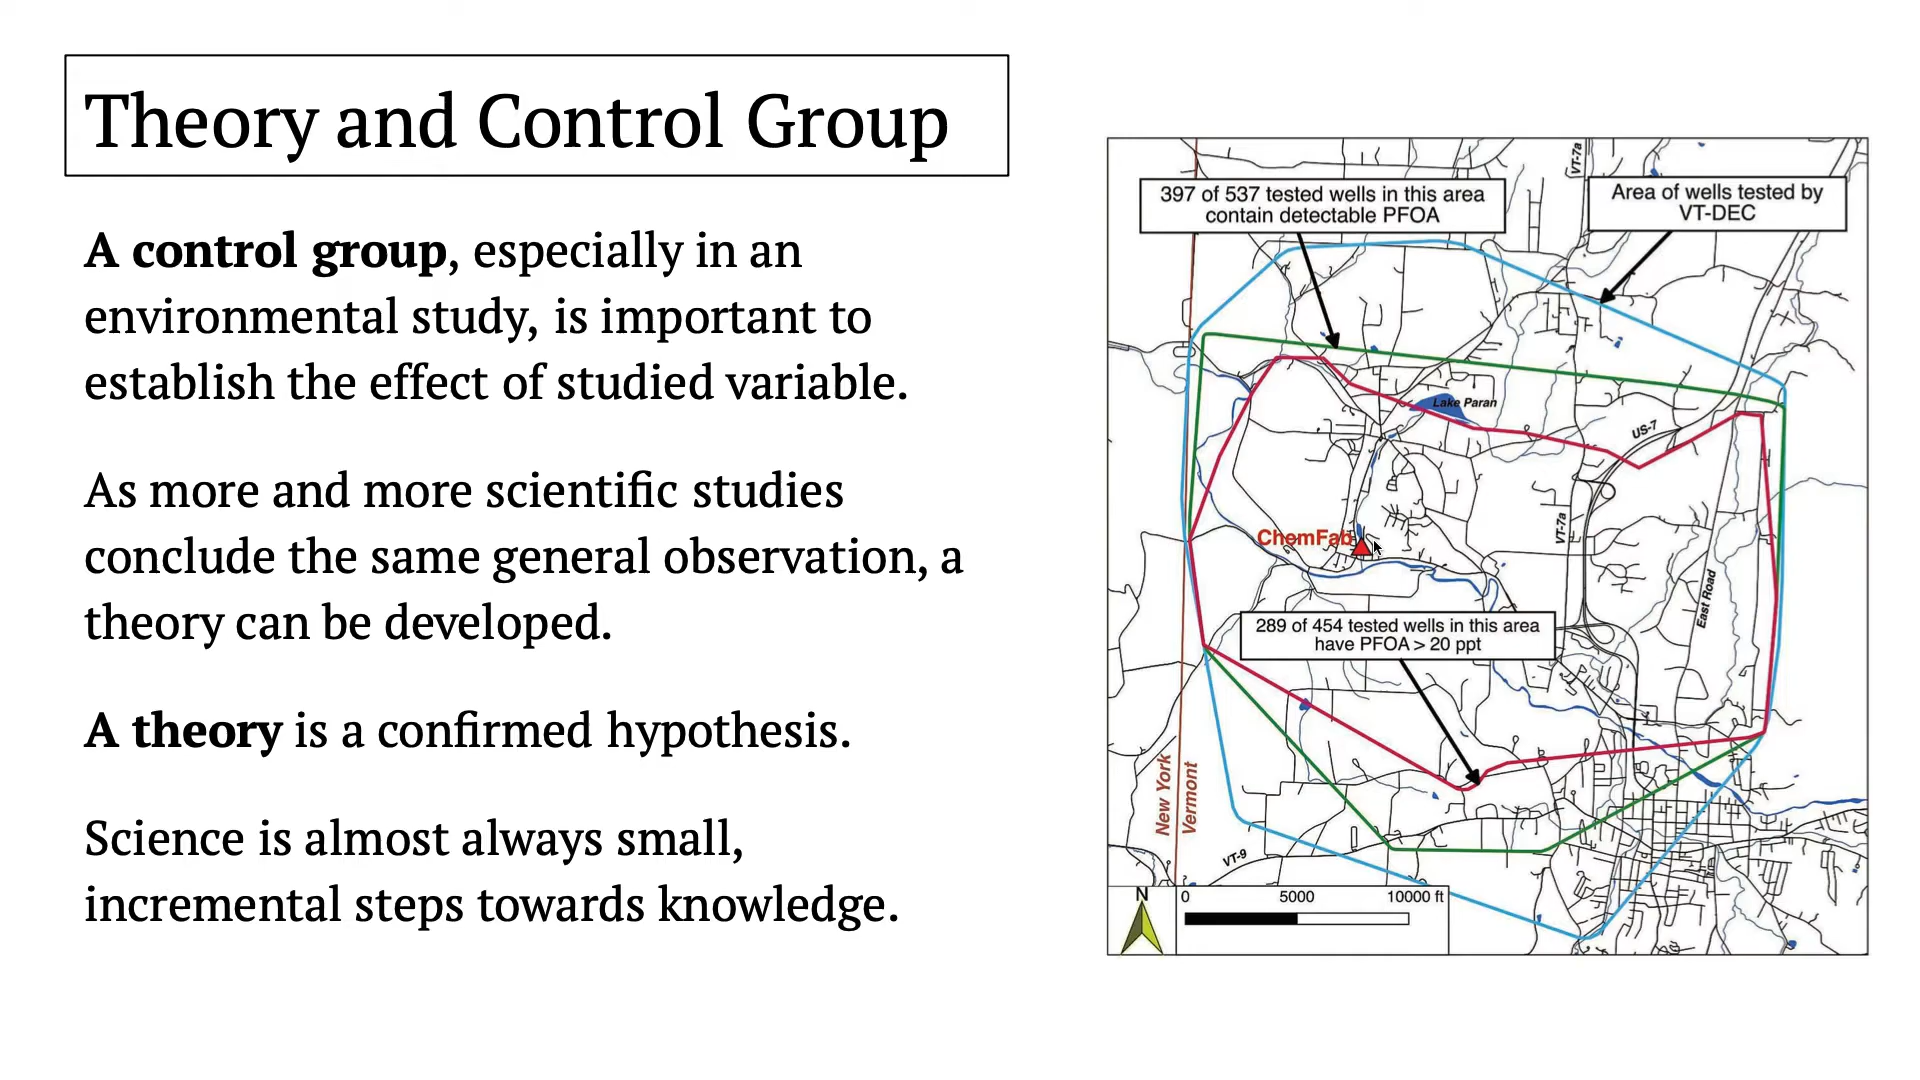 Theory and Control Group
A control group, especially in an
environmental study, is important to
establish the effect of studied variable.
As more and more scientific studies
conclude the same general observation, a
theory can be developed.
A theory is a confirmed hypothesis.
Science is almost always small,
incremental steps towards knowledge.
VT-7a
397 of 537 tested wells in this area
contain detectable PFOA
Area of wells tested by
VT-DEC
Lake Paran
US-7
VT-7a
ChemFab
East Road
289 of 454 tested wells in this area
have PFOA > 20 ppt
New York
Vermont
VT-9
N
0 5000 10000 ft